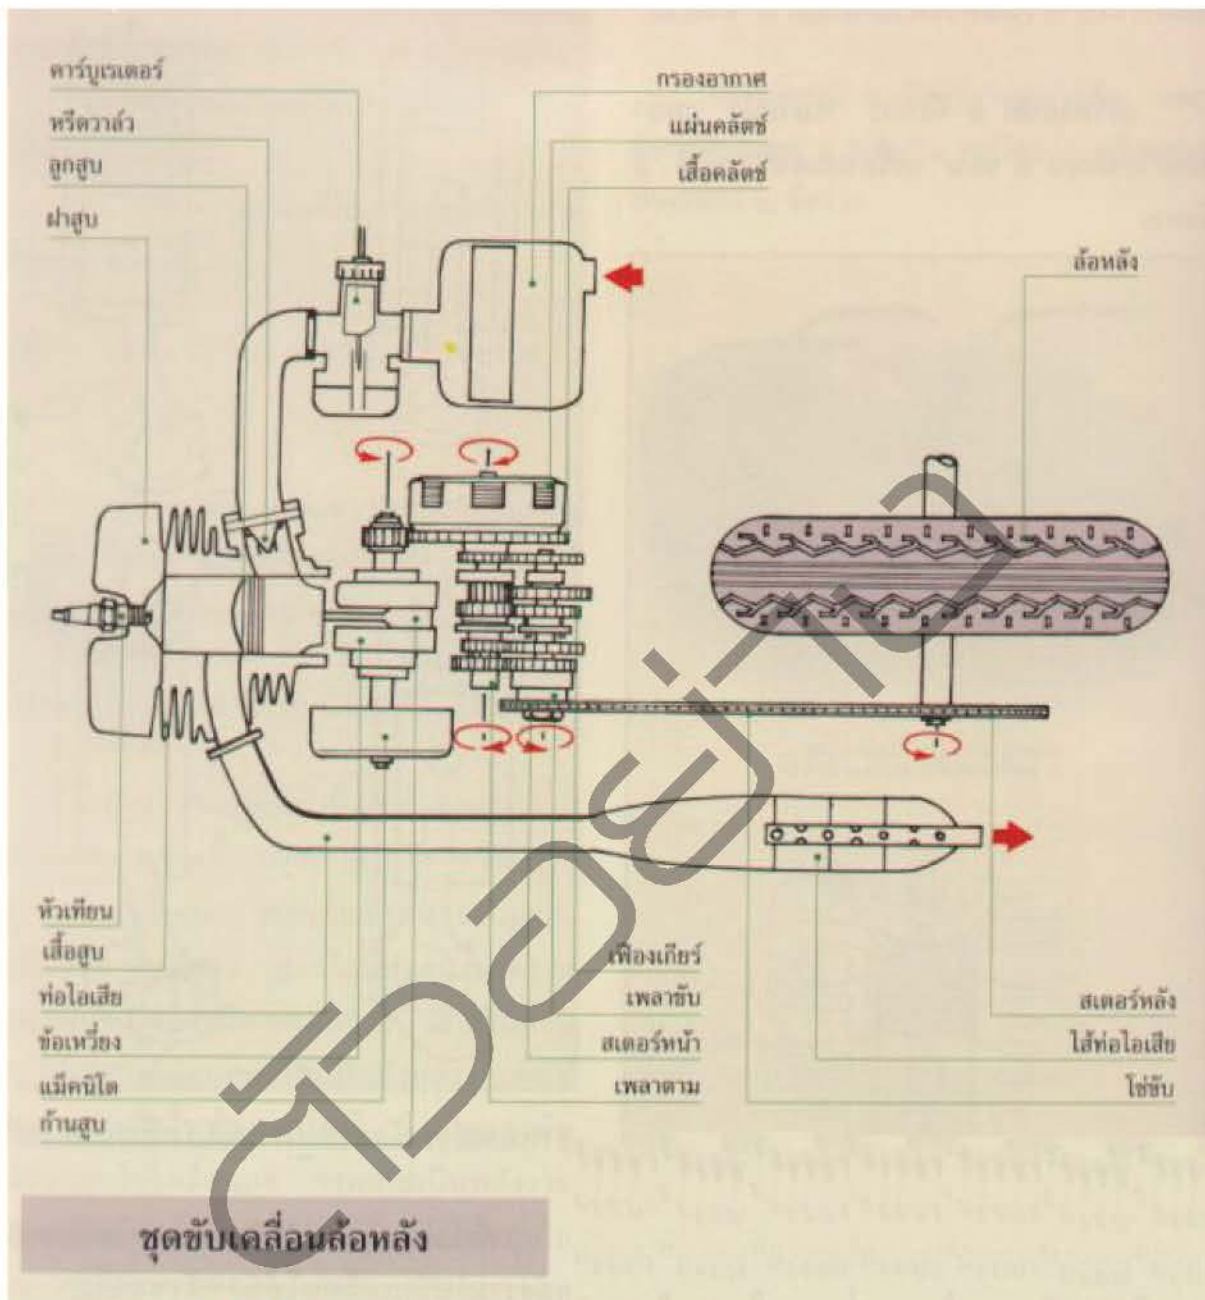 คาร์บูเรเตอร์
หรีดวาล์ว
ลูกสูบ
ฝาสูบ
กรองอากาศ
แผ่นคลัตช์
เสื้อคลัตช์
ล้อหลัง
หัวเทียน
เสื้อสูบ
ท่อไอเสีย
ข้อเหวี่ยง
แม็คนิโต
ก้านสูบ
เฟืองเกียร์
เพลาขับ
สเตอร์หน้า
เพลาตาม
สเตอร์หลัง
ไส้ท่อไอเสีย
โซ่ขับ
ชุดขับเคลื่อนล้อหลัง
ตัวอย่าง